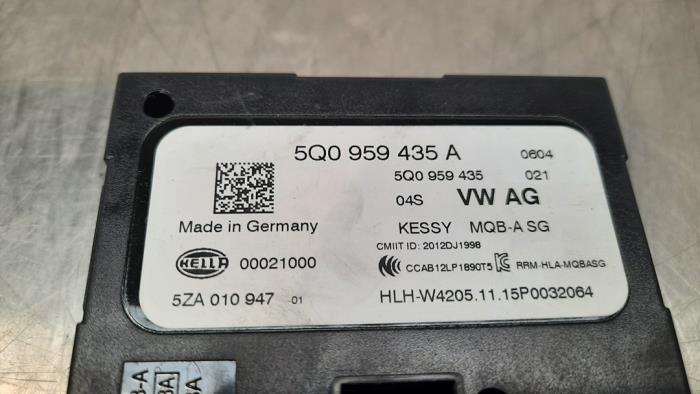 5Q0 959 435 A 0604
5Q0 959 435 021
04S VW AG
Made in Germany KESSY MQB-A SG
CMIIT ID: 2012DJ1998
HELLA 00021000 CCAB12LP1890T5 RRM-HLA-MQBASG
5ZA 010 947 -01 HLH-W4205.11.15P0032064